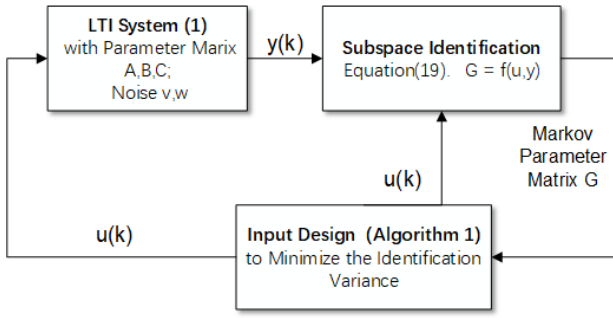 LTI System (1)
with Parameter Marix
A,B,C;
Noise v,w
y(k)
Subspace Identification
Equation(19). G = f(u,y)
Markov
Parameter
Matrix G
u(k)
u(k)
Input Design (Algorithm 1)
to Minimize the Identification
Variance